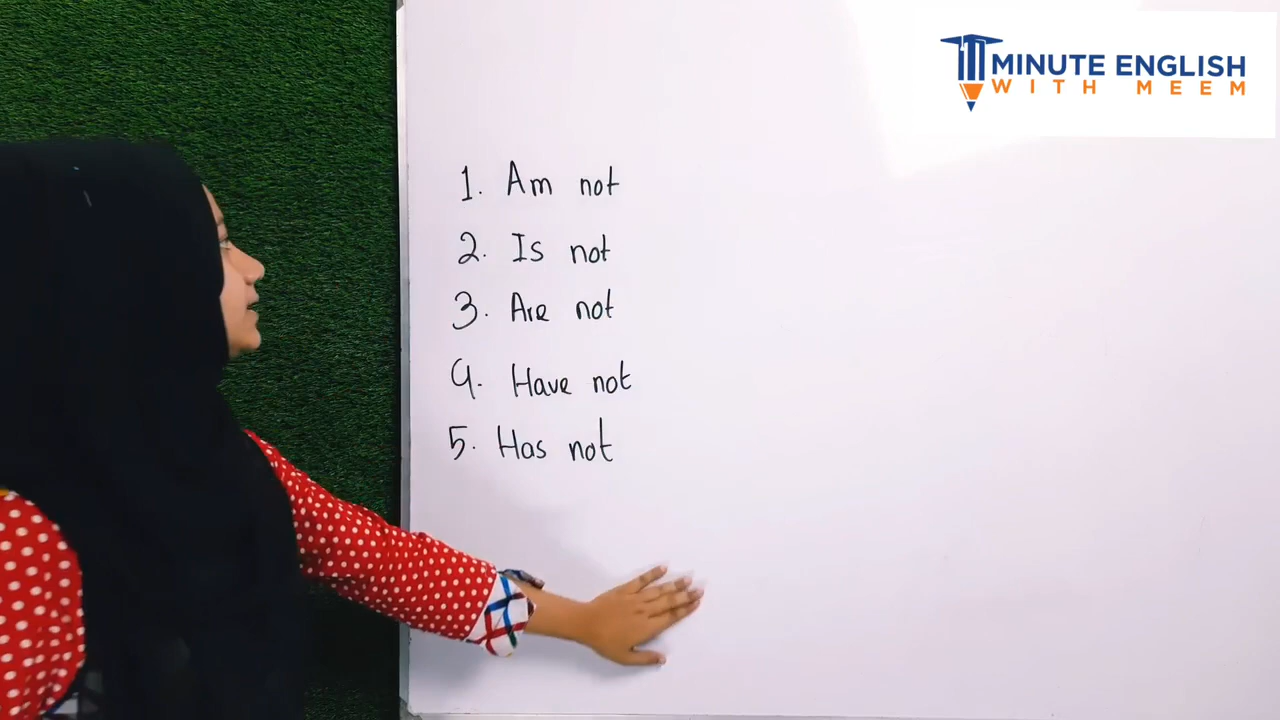 MINUTE ENGLISH
WITH MEEM
1. Am not
2. Is not
3. Are not
4. Have not
5. Has not